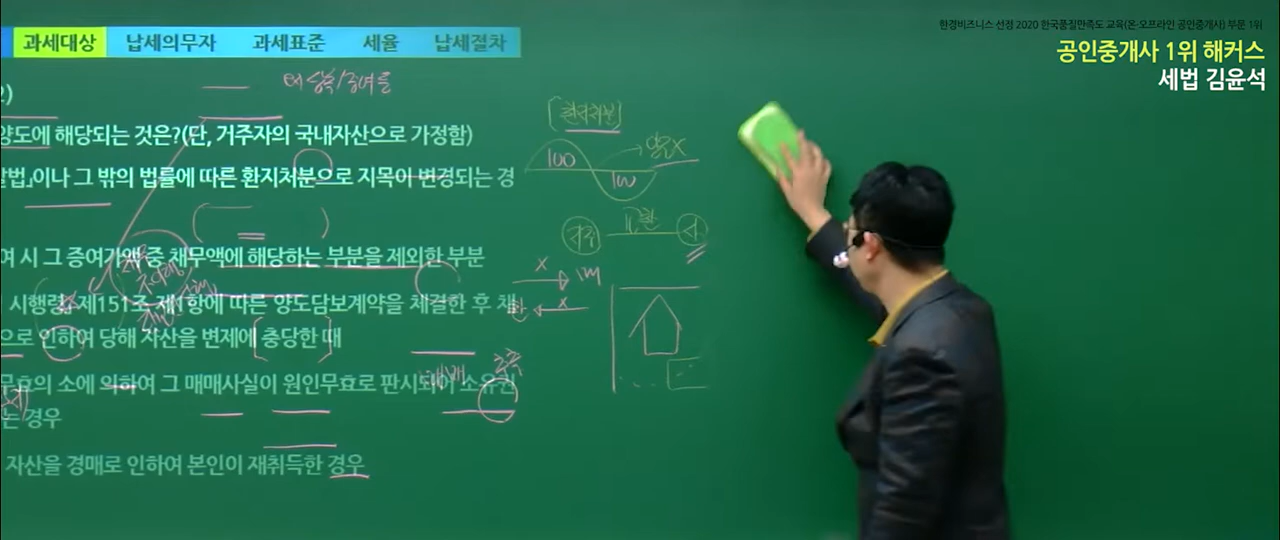 한경비즈니스 선정 2020 한국품질만족도 교육(온·오프라인 공인중개사) 부문 1위
공인중개사 1위 해커스
세법 김윤석
과세대상 납세의무자 과세표준 세율 납세절차
양도에 해당되는 것은?(단, 거주자의 국내자산으로 가정함)
이나 그 밖의 법률에 따른 환지처분으로 지목이 변경되는 경
여 시 그 증여가액 중 채무액에 해당하는 부분을 제외한 부분
시행령」 제151조 제1항에 따른 양도담보계약을 체결한 후 채
으로 인하여 당해 자산을 변제에 충당한 때
무효의 소에 의하여 그 매매사실이 원인무효로 판시되어 소유권
는 경우
자산을 경매로 인하여 본인이 재취득한 경우
환지처분
100
100
양도X
교환
X
X